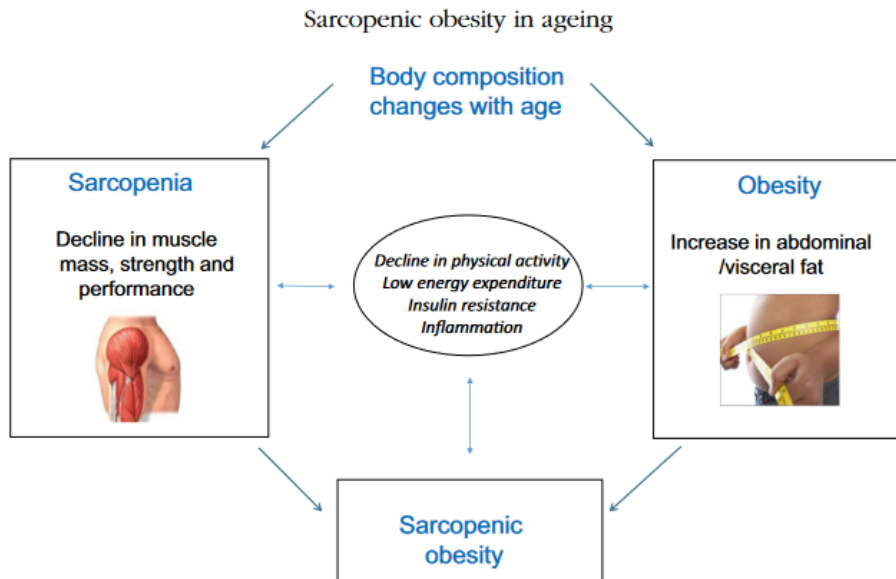 Sarcopenic obesity in ageing
Body composition
changes with age
Sarcopenia
Decline in muscle
mass, strength and
performance
Decline in physical activity
Low energy expenditure
Insulin resistance
Inflammation
Obesity
Increase in abdominal
/visceral fat
Sarcopenic
obesity